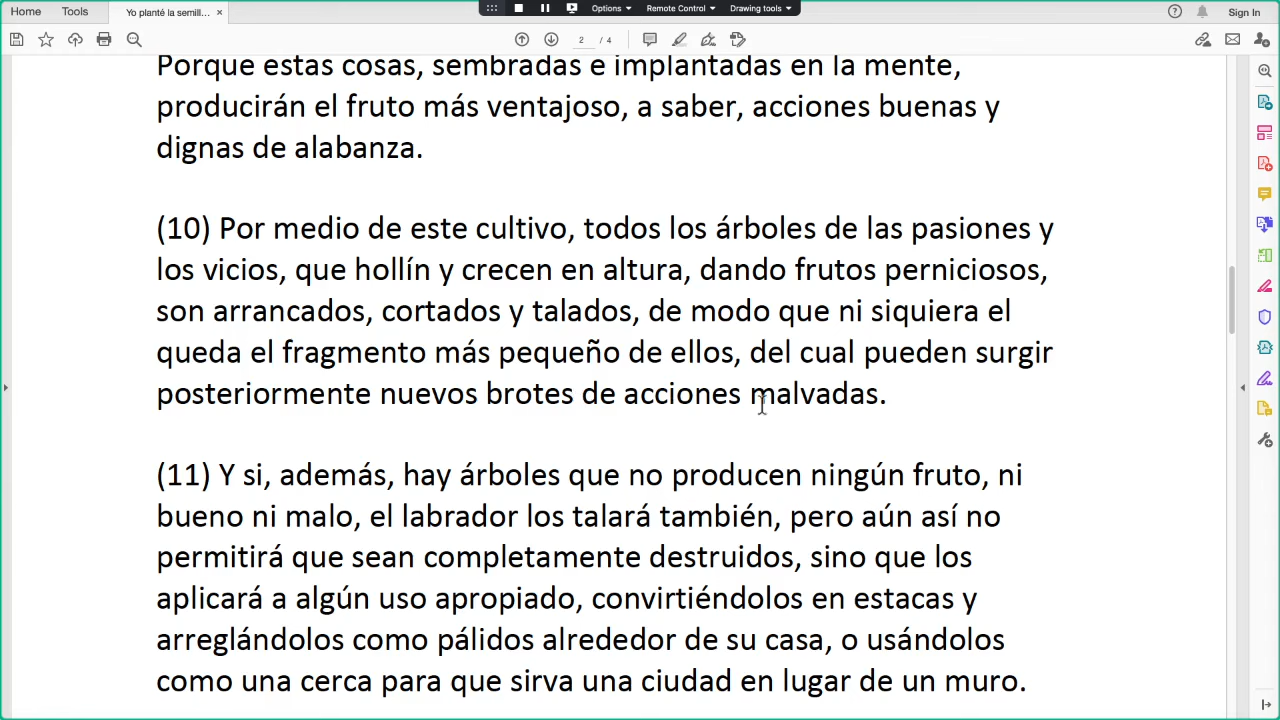 Home Tools Yo planté la semill... × Options Remote Control Drawing tools Sign In
2 / 4
Porque estas cosas, sembradas e implantadas en la mente,
producirán el fruto más ventajoso, a saber, acciones buenas y
dignas de alabanza.
(10) Por medio de este cultivo, todos los árboles de las pasiones y
los vicios, que hollín y crecen en altura, dando frutos perniciosos,
son arrancados, cortados y talados, de modo que ni siquiera el
queda el fragmento más pequeño de ellos, del cual pueden surgir
posteriormente nuevos brotes de acciones malvadas.
(11) Y si, además, hay árboles que no producen ningún fruto, ni
bueno ni malo, el labrador los talará también, pero aún así no
permitirá que sean completamente destruidos, sino que los
aplicará a algún uso apropiado, convirtiéndolos en estacas y
arreglándolos como pálidos alrededor de su casa, o usándolos
como una cerca para que sirva una ciudad en lugar de un muro.